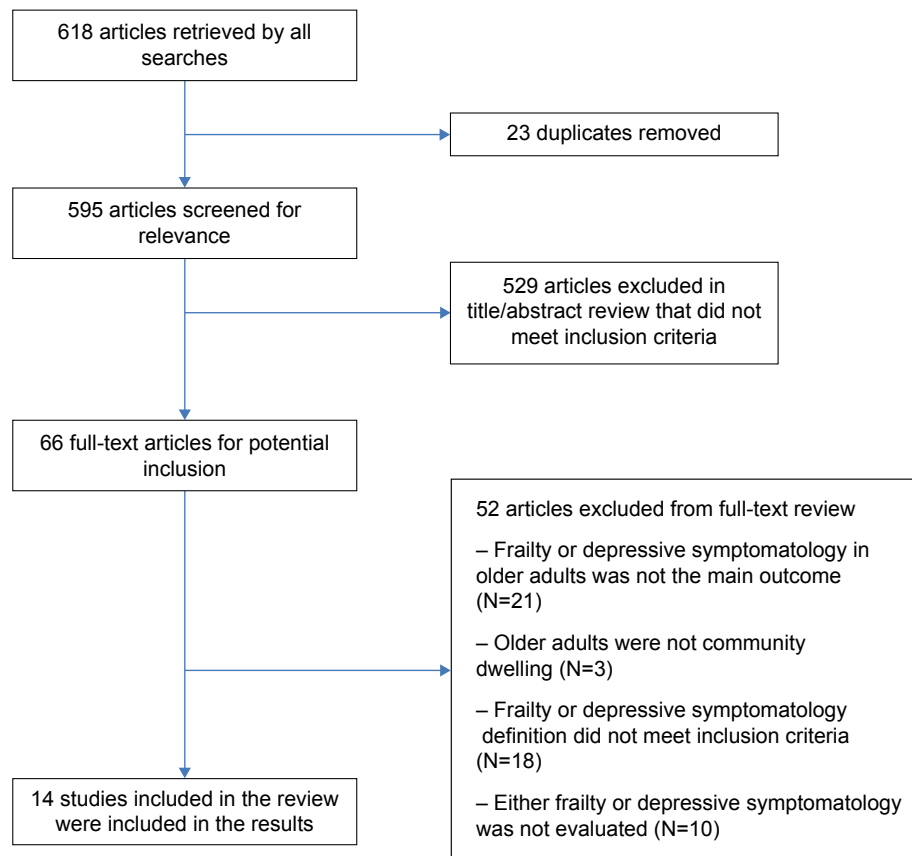 618 articles retrieved by all
searches
23 duplicates removed
595 articles screened for
relevance
529 articles excluded in
title/abstract review that did not
meet inclusion criteria
66 full-text articles for potential
inclusion
52 articles excluded from full-text review
– Frailty or depressive symptomatology in
older adults was not the main outcome
(N=21)
– Older adults were not community
dwelling (N=3)
– Frailty or depressive symptomatology
definition did not meet inclusion criteria
(N=18)
– Either frailty or depressive symptomatology
was not evaluated (N=10)
14 studies included in the review
were included in the results